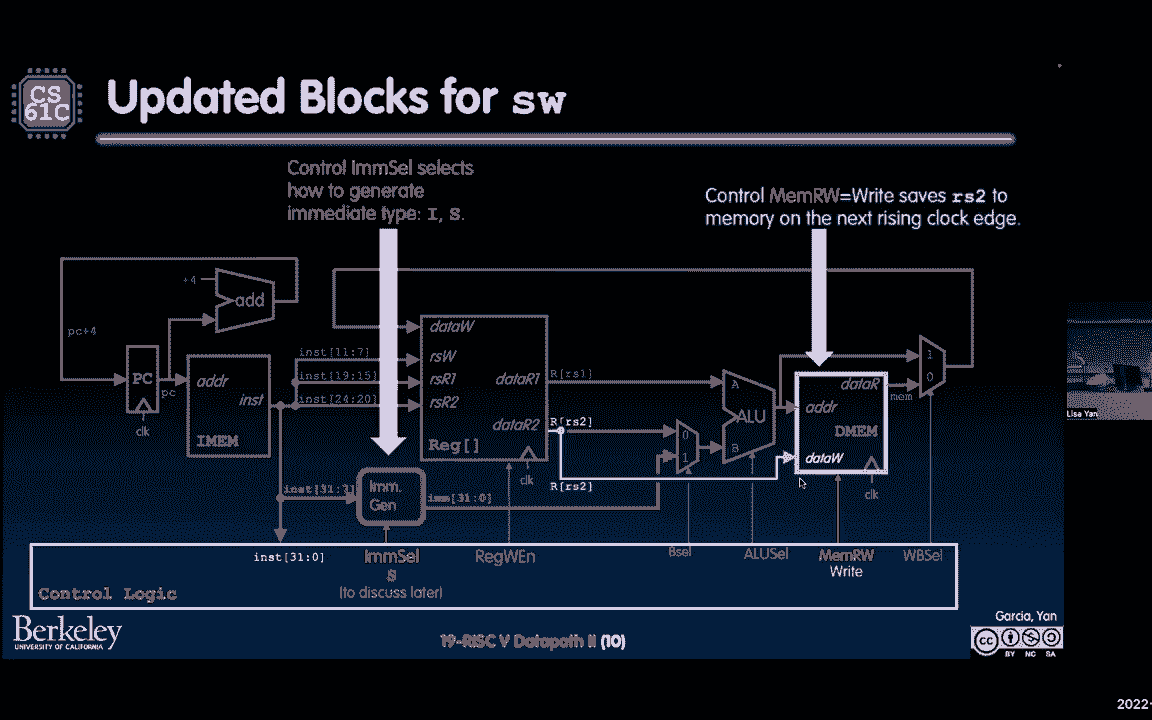 CS
61C
Updated Blocks for sw
Control ImmSel selects
how to generate
immediate type: I, S.
Control MemRW=Write saves rs2 to
memory on the next rising clock edge.
+4
add
pc+4
PC
pc
clk
addr
inst
IMEM
inst[11:7]
inst[19:15]
inst[24:20]
dataW
rsW
rsR1
rsR2
dataR1
dataR2
Reg[]
clk
R[rs1]
R[rs2]
R[rs2]
0
1
A
B
ALU
dataR
addr
DMEM
dataW
clk
mem
1
0
Imm.
Gen
imm[31:0]
inst[31:0]
ImmSel
S
(to discuss later)
RegWEn
Bsel
ALUSel
MemRW
Write
WBSel
Control Logic
Berkeley
UNIVERSITY OF CALIFORNIA
19-RISC V Datapath II (10)
Garcia, Yan
cc
BY NC SA
Lisa Yan
2022-